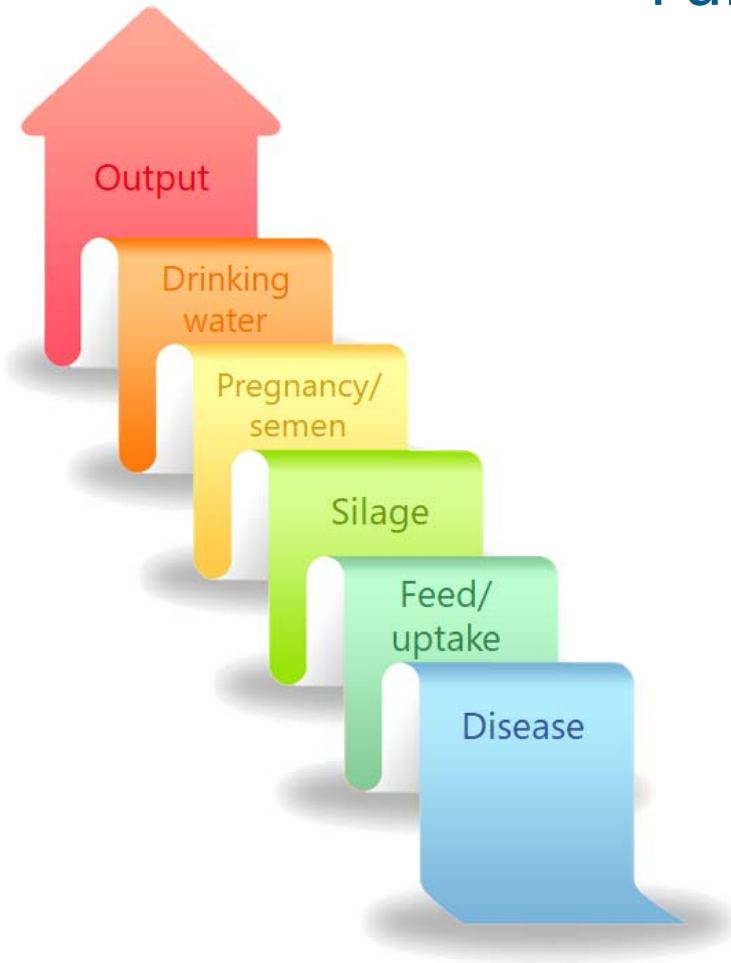 Output
Drinking
water
Pregnancy/
semen
Silage
Feed/
uptake
Disease